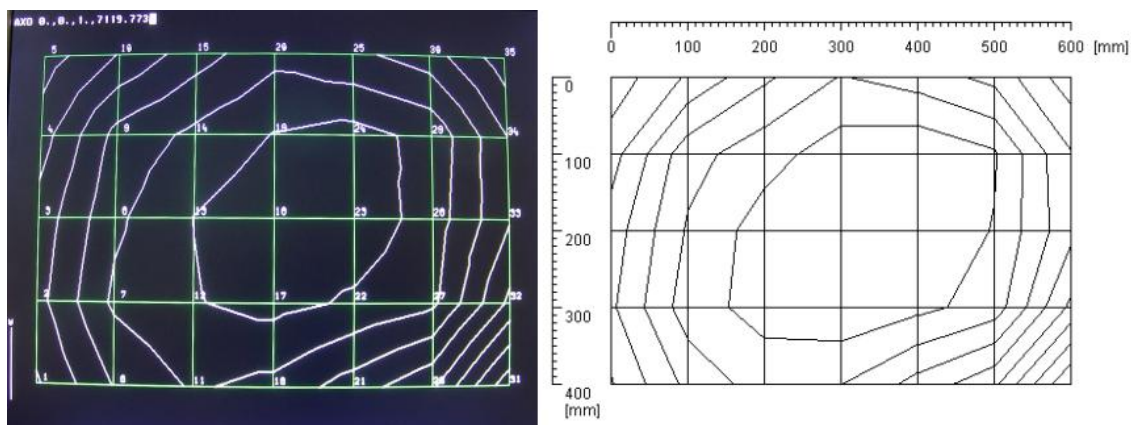 AXO 0.,0.,1.,7119.773
5 10 15 20 25 30 35
4 9 14 19 24 29 34
3 8 13 18 23 28 33
2 7 12 17 22 27 32
1 6 11 16 26 31
W
0 100 200 300 400 500 600 [mm]
0
100
200
300
400
[mm]